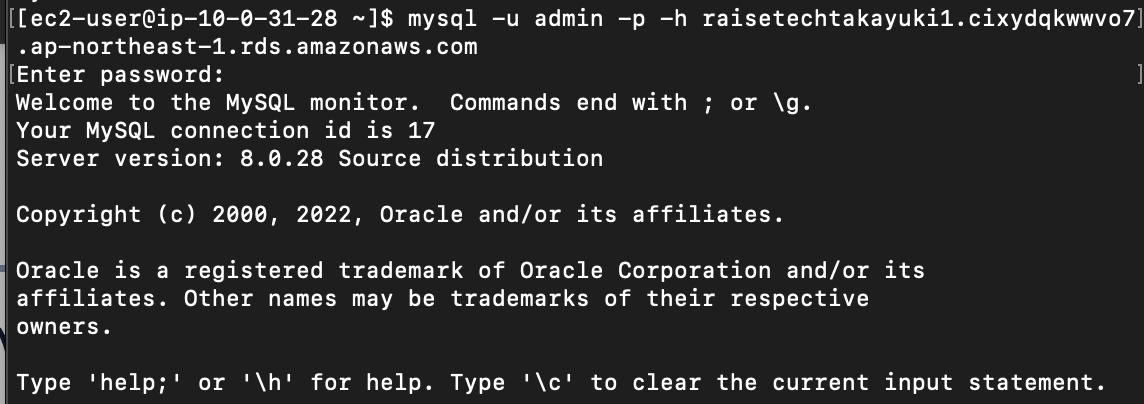 [[ec2-user@ip-10-0-31-28 ~]$ mysql -u admin -p -h raisetechtakayuki1.cixydqkwwvo7]
.ap-northeast-1.rds.amazonaws.com
[Enter password: ]
Welcome to the MySQL monitor.  Commands end with ; or \g.
Your MySQL connection id is 17
Server version: 8.0.28 Source distribution
Copyright (c) 2000, 2022, Oracle and/or its affiliates.
Oracle is a registered trademark of Oracle Corporation and/or its
affiliates. Other names may be trademarks of their respective
owners.
Type 'help;' or '\h' for help. Type '\c' to clear the current input statement.